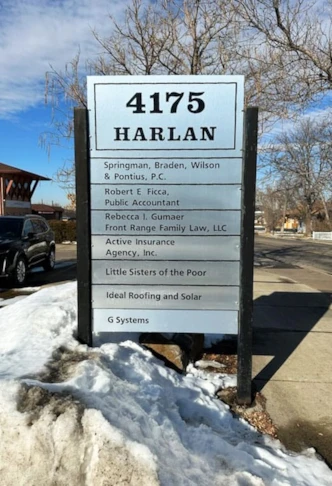 4175
HARLAN
Springman, Braden, Wilson
& Pontius, P.C.
Robert E. Ficca,
Public Accountant
Rebecca I. Gumaer
Front Range Family Law, LLC
Active Insurance
Agency, Inc.
Little Sisters of the Poor
Ideal Roofing and Solar
G Systems